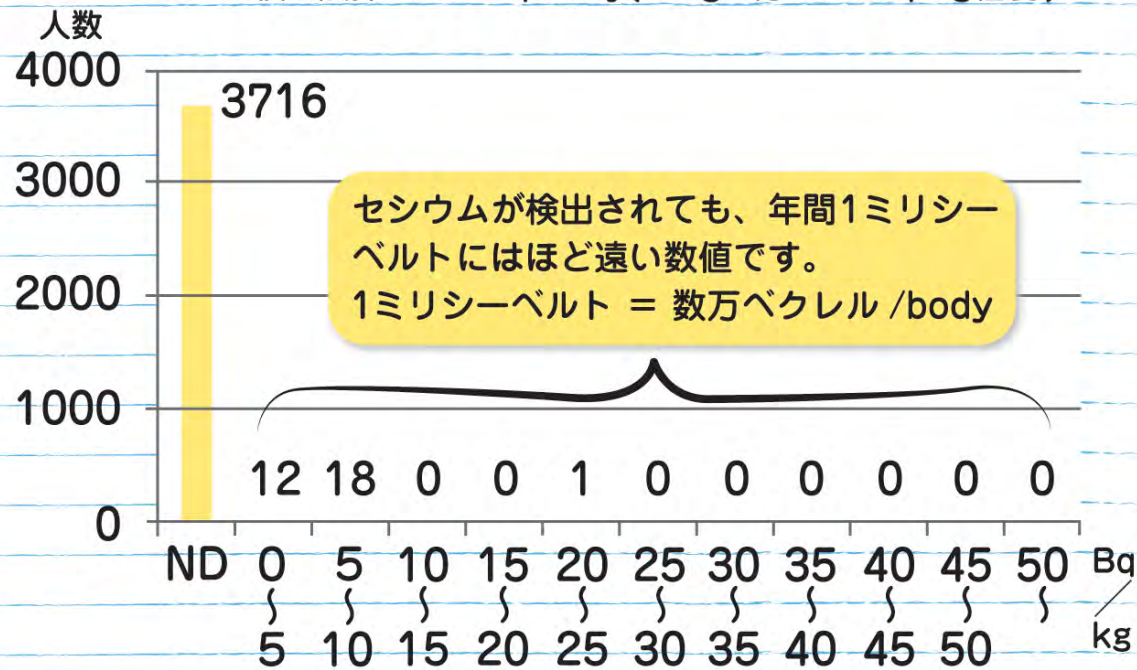 人数
4000
3716
3000
セシウムが検出されても、年間1ミリシー
ベルトにはほど遠い数値です。
2000
1ミリシーベルト = 数万ベクレル /body
1000
12 18 0 0 1 0 0 0 0 0 0
0
ND 0 5 10 15 20 25 30 35 40 45 50 Bq
〜 〜 〜 〜 〜 〜 〜 〜 〜 〜 〜 /
5 10 15 20 25 30 35 40 45 50 kg